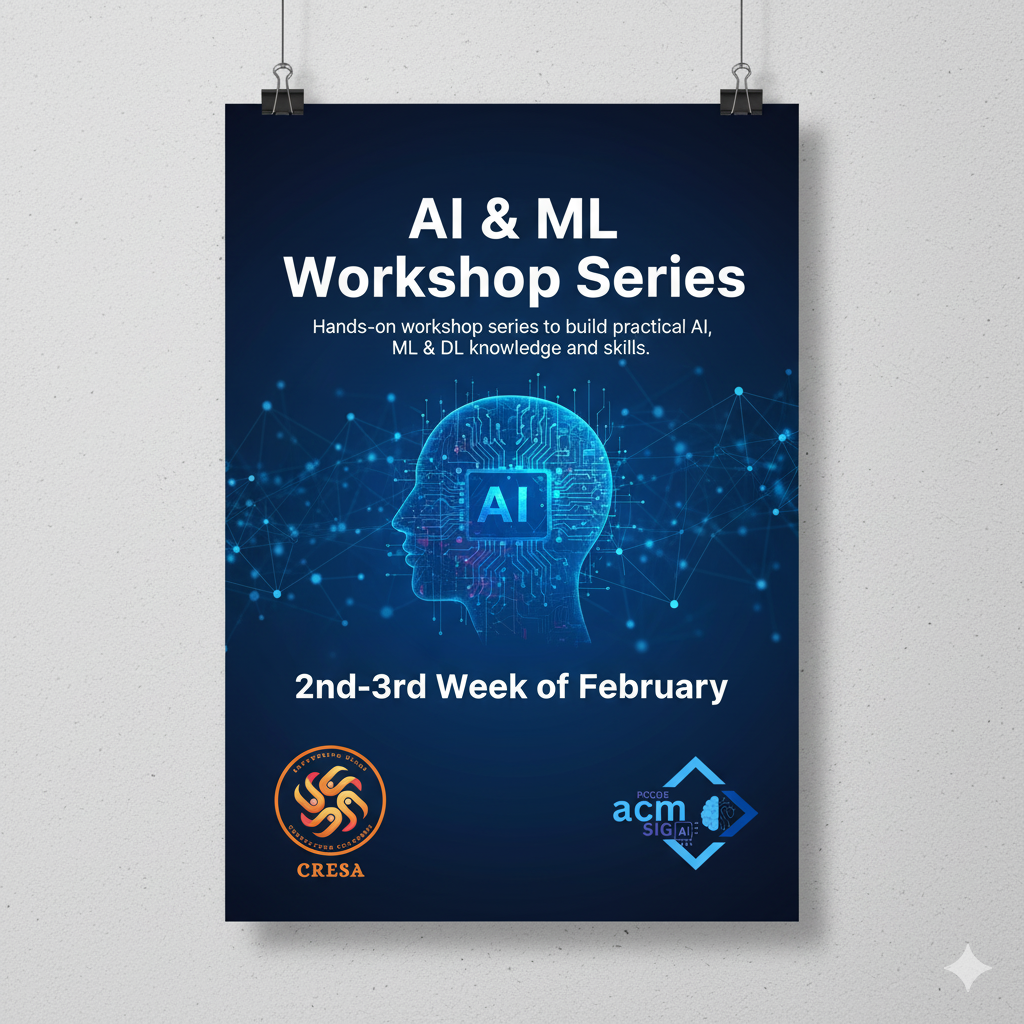 AI & ML
Workshop Series
Hands-on workshop series to build practical AI,
ML & DL knowledge and skills.
AI
2nd-3rd Week of February
CRESA
PCCOE
acm
SIG AI